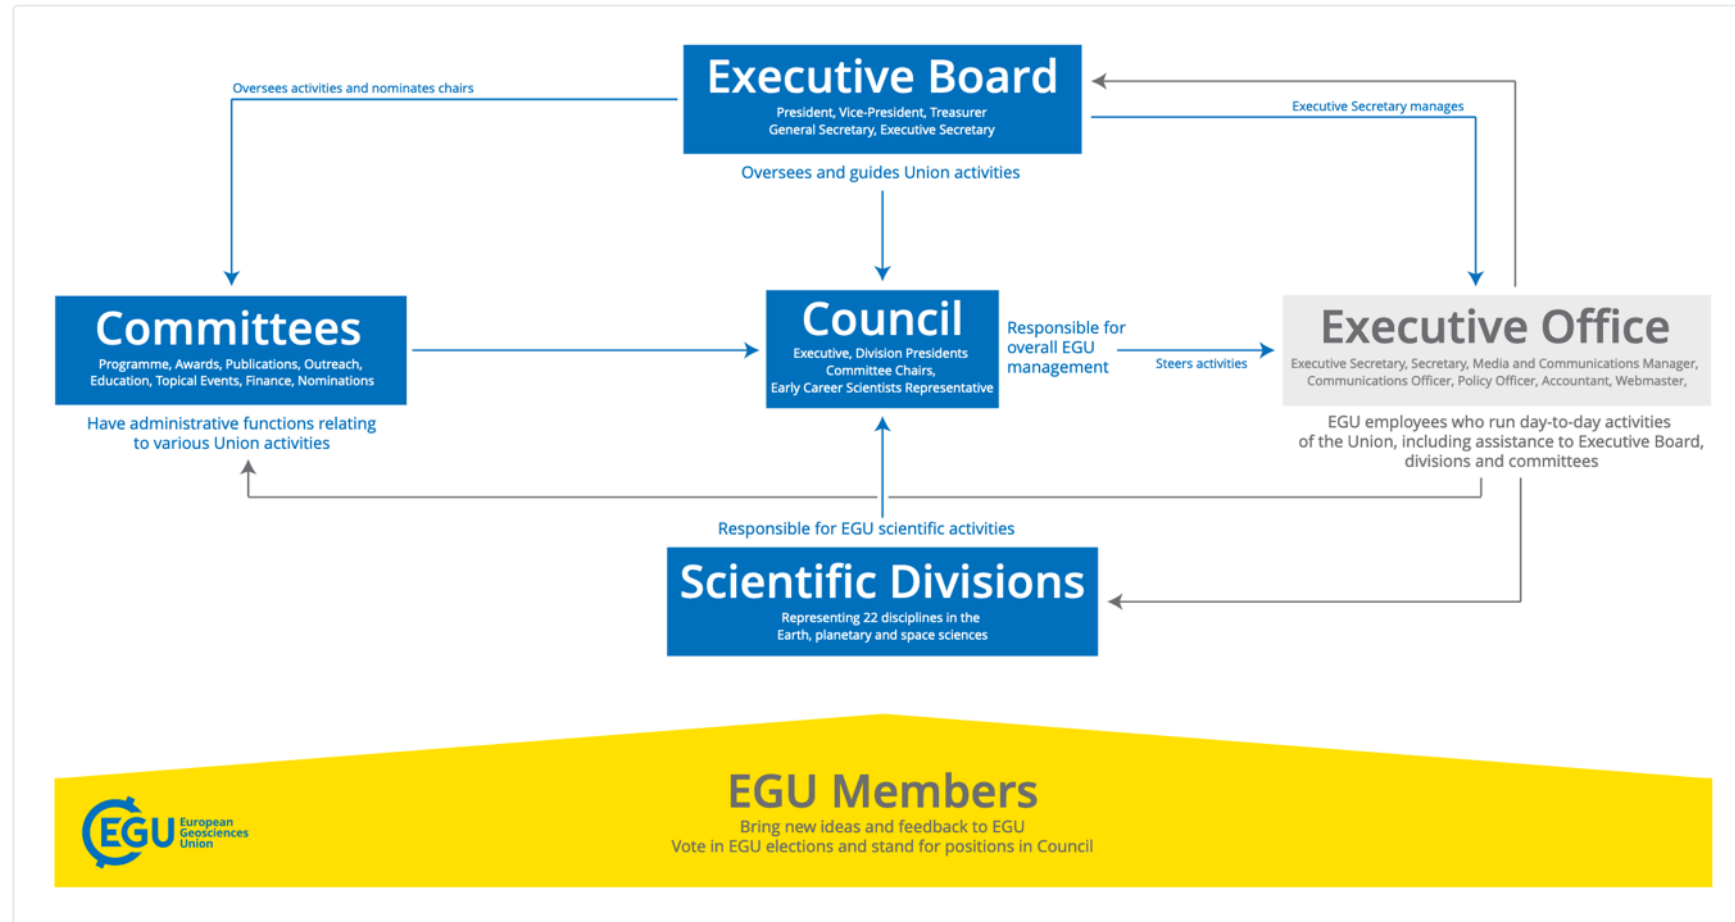 Executive Board
President, Vice-President, Treasurer
General Secretary, Executive Secretary
Oversees activities and nominates chairs
Executive Secretary manages
Oversees and guides Union activities
Committees
Programme, Awards, Publications, Outreach,
Education, Topical Events, Finance, Nominations
Have administrative functions relating
to various Union activities
Council
Executive, Division Presidents
Committee Chairs,
Early Career Scientists Representative
Responsible for
overall EGU
management
Steers activities
Executive Office
Executive Secretary, Secretary, Media and Communications Manager,
Communications Officer, Policy Officer, Accountant, Webmaster,
EGU employees who run day-to-day activities
of the Union, including assistance to Executive Board,
divisions and committees
Responsible for EGU scientific activities
Scientific Divisions
Representing 22 disciplines in the
Earth, planetary and space sciences
EGU Members
Bring new ideas and feedback to EGU
Vote in EGU elections and stand for positions in Council
EGU
European
Geosciences
Union